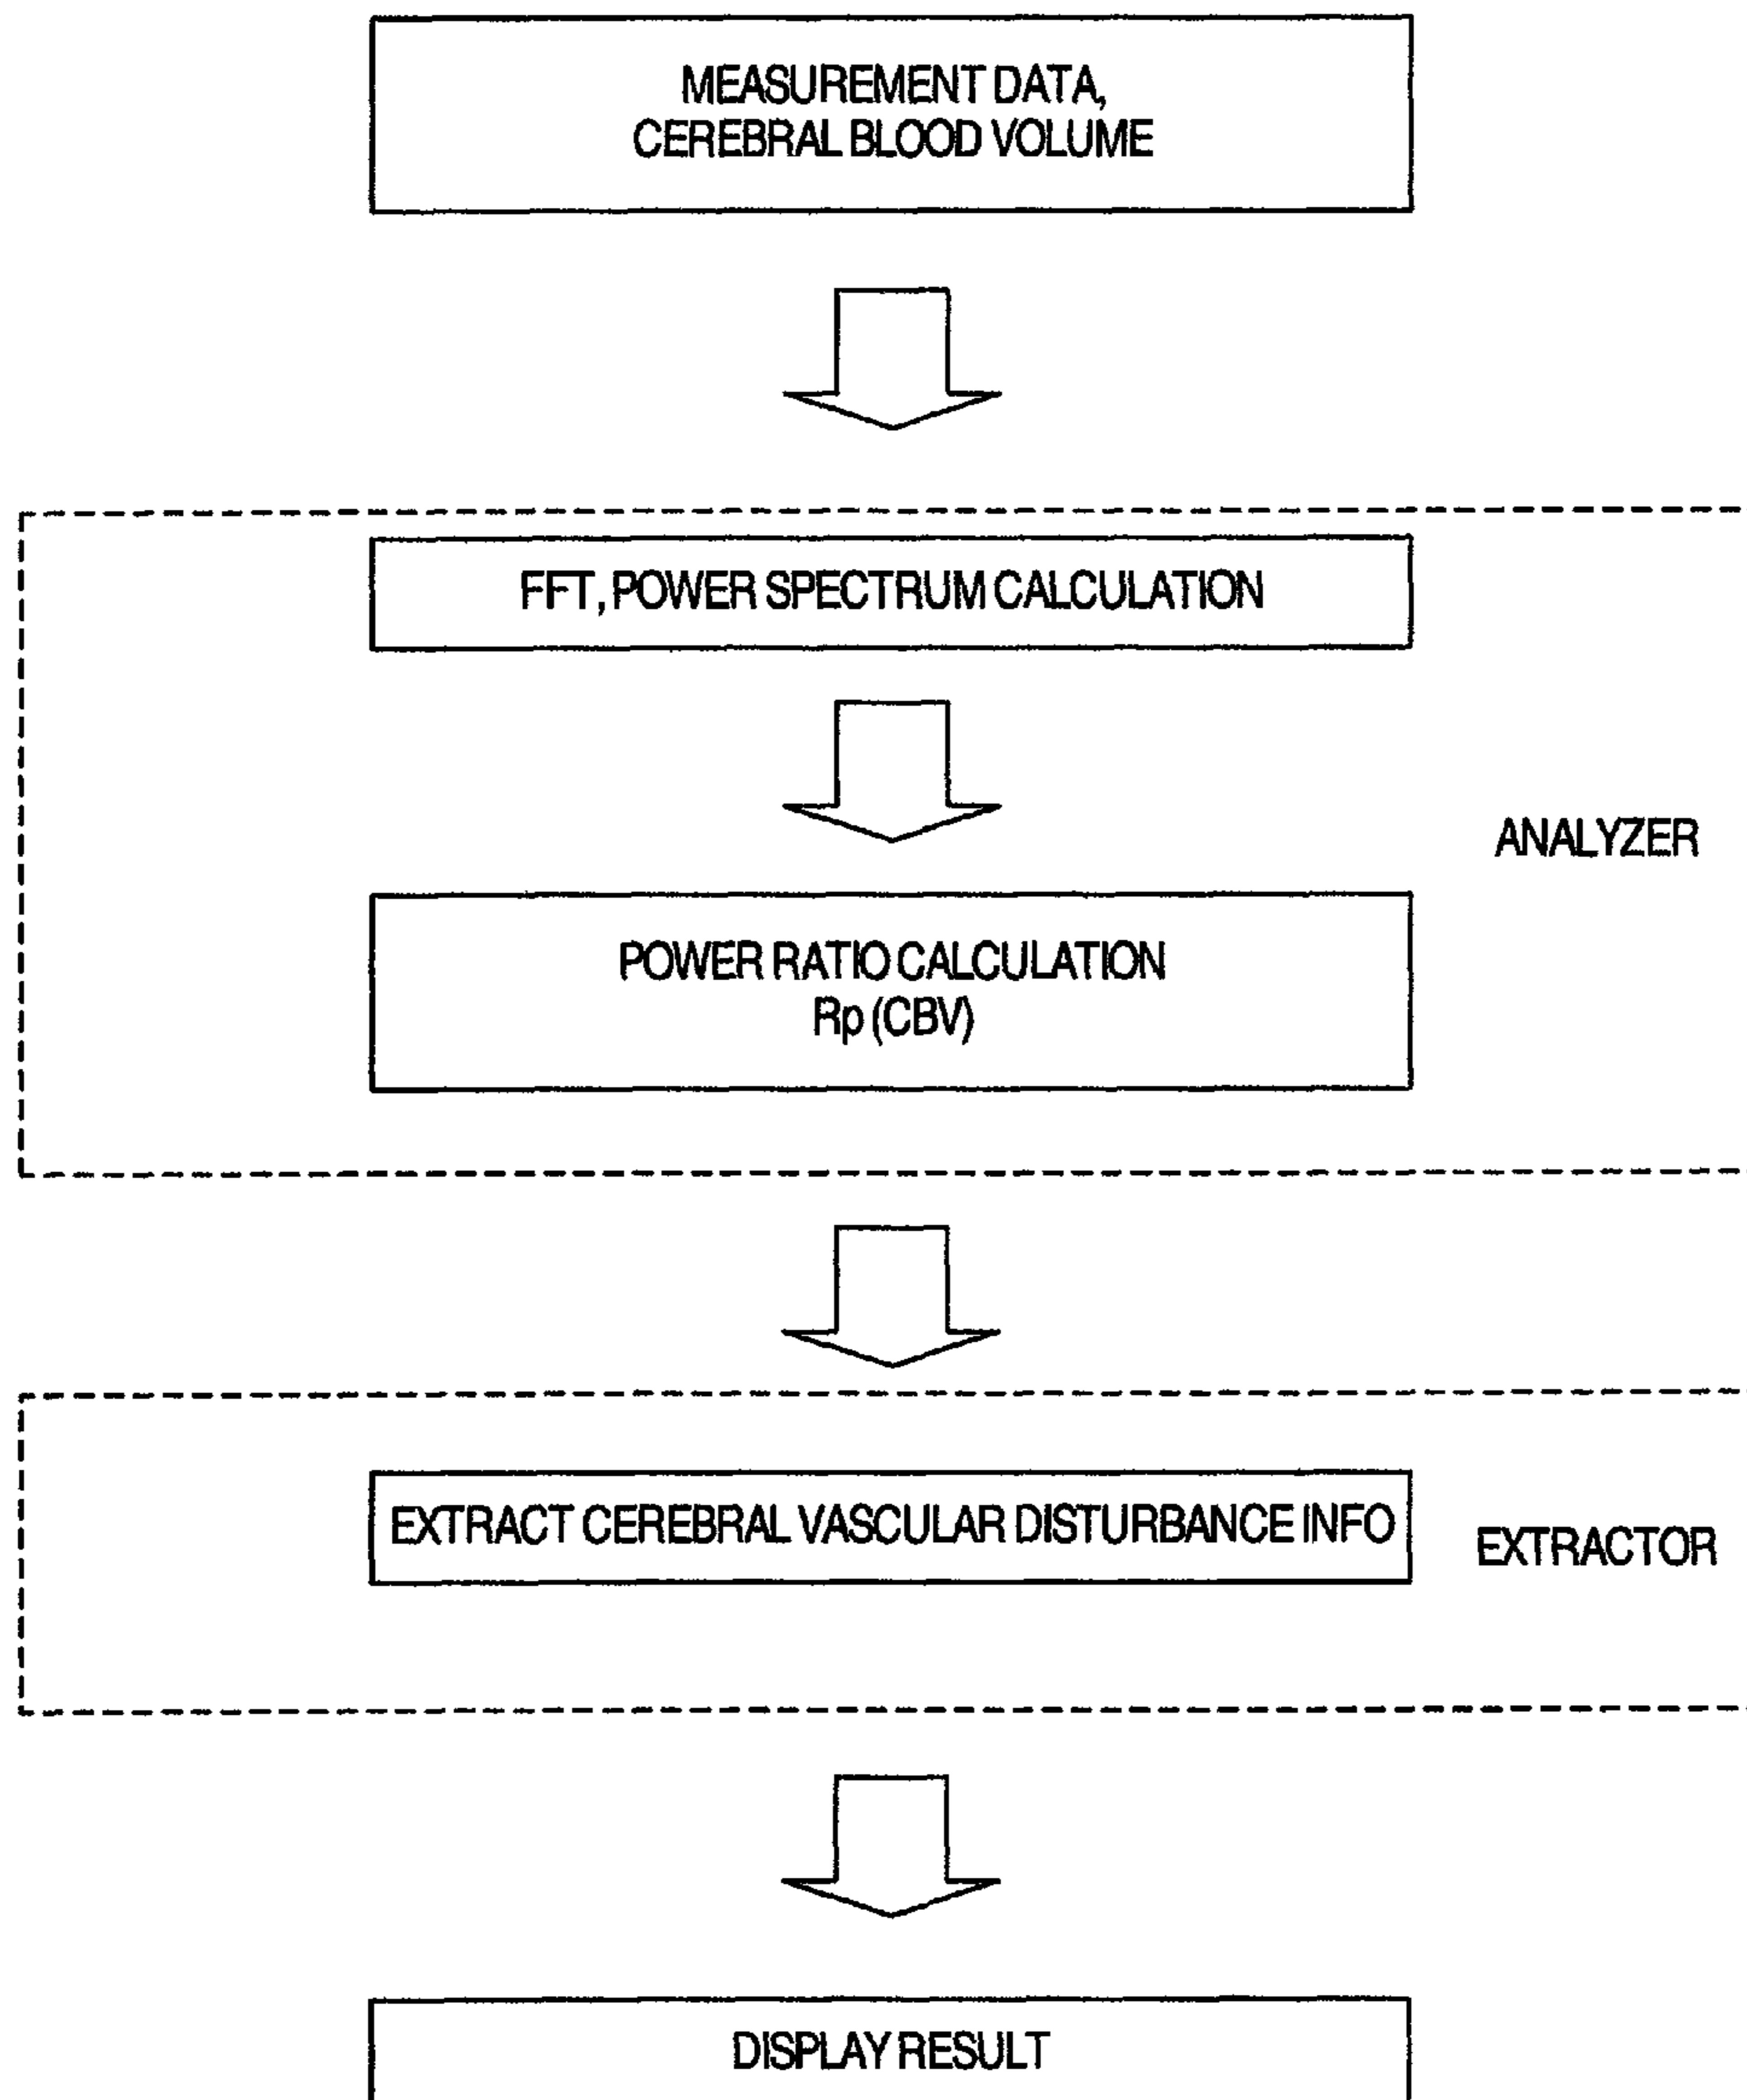 MEASUREMENT DATA,
CEREBRAL BLOOD VOLUME
FFT, POWER SPECTRUM CALCULATION
ANALYZER
POWER RATIO CALCULATION
Rp (CBV)
EXTRACT CEREBRAL VASCULAR DISTURBANCE INFO
EXTRACTOR
DISPLAY RESULT